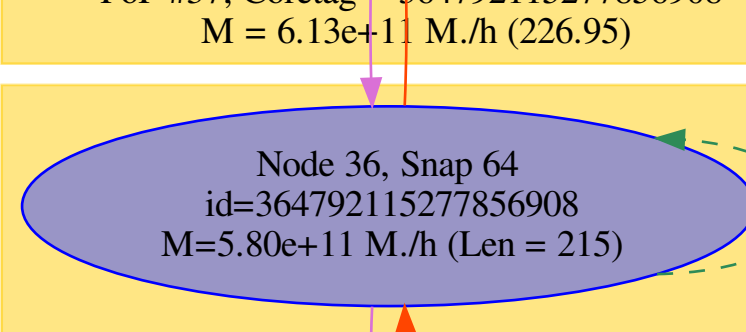 M = 6.13e+11 M./h (226.95)
Node 36, Snap 64
id=364792115277856908
M=5.80e+11 M./h (Len = 215)